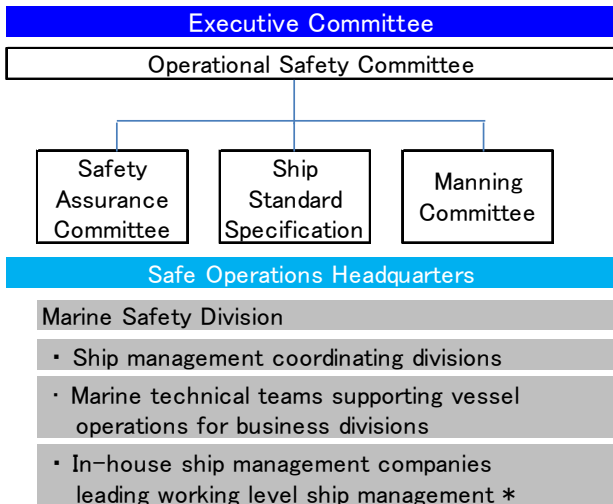 Executive Committee
Operational Safety Committee
Safety
Assurance
Committee
Ship
Standard
Specification
Manning
Committee
Safe Operations Headquarters
Marine Safety Division
・ Ship management coordinating divisions
・ Marine technical teams supporting vessel
operations for business divisions
・ In-house ship management companies
leading working level ship management *